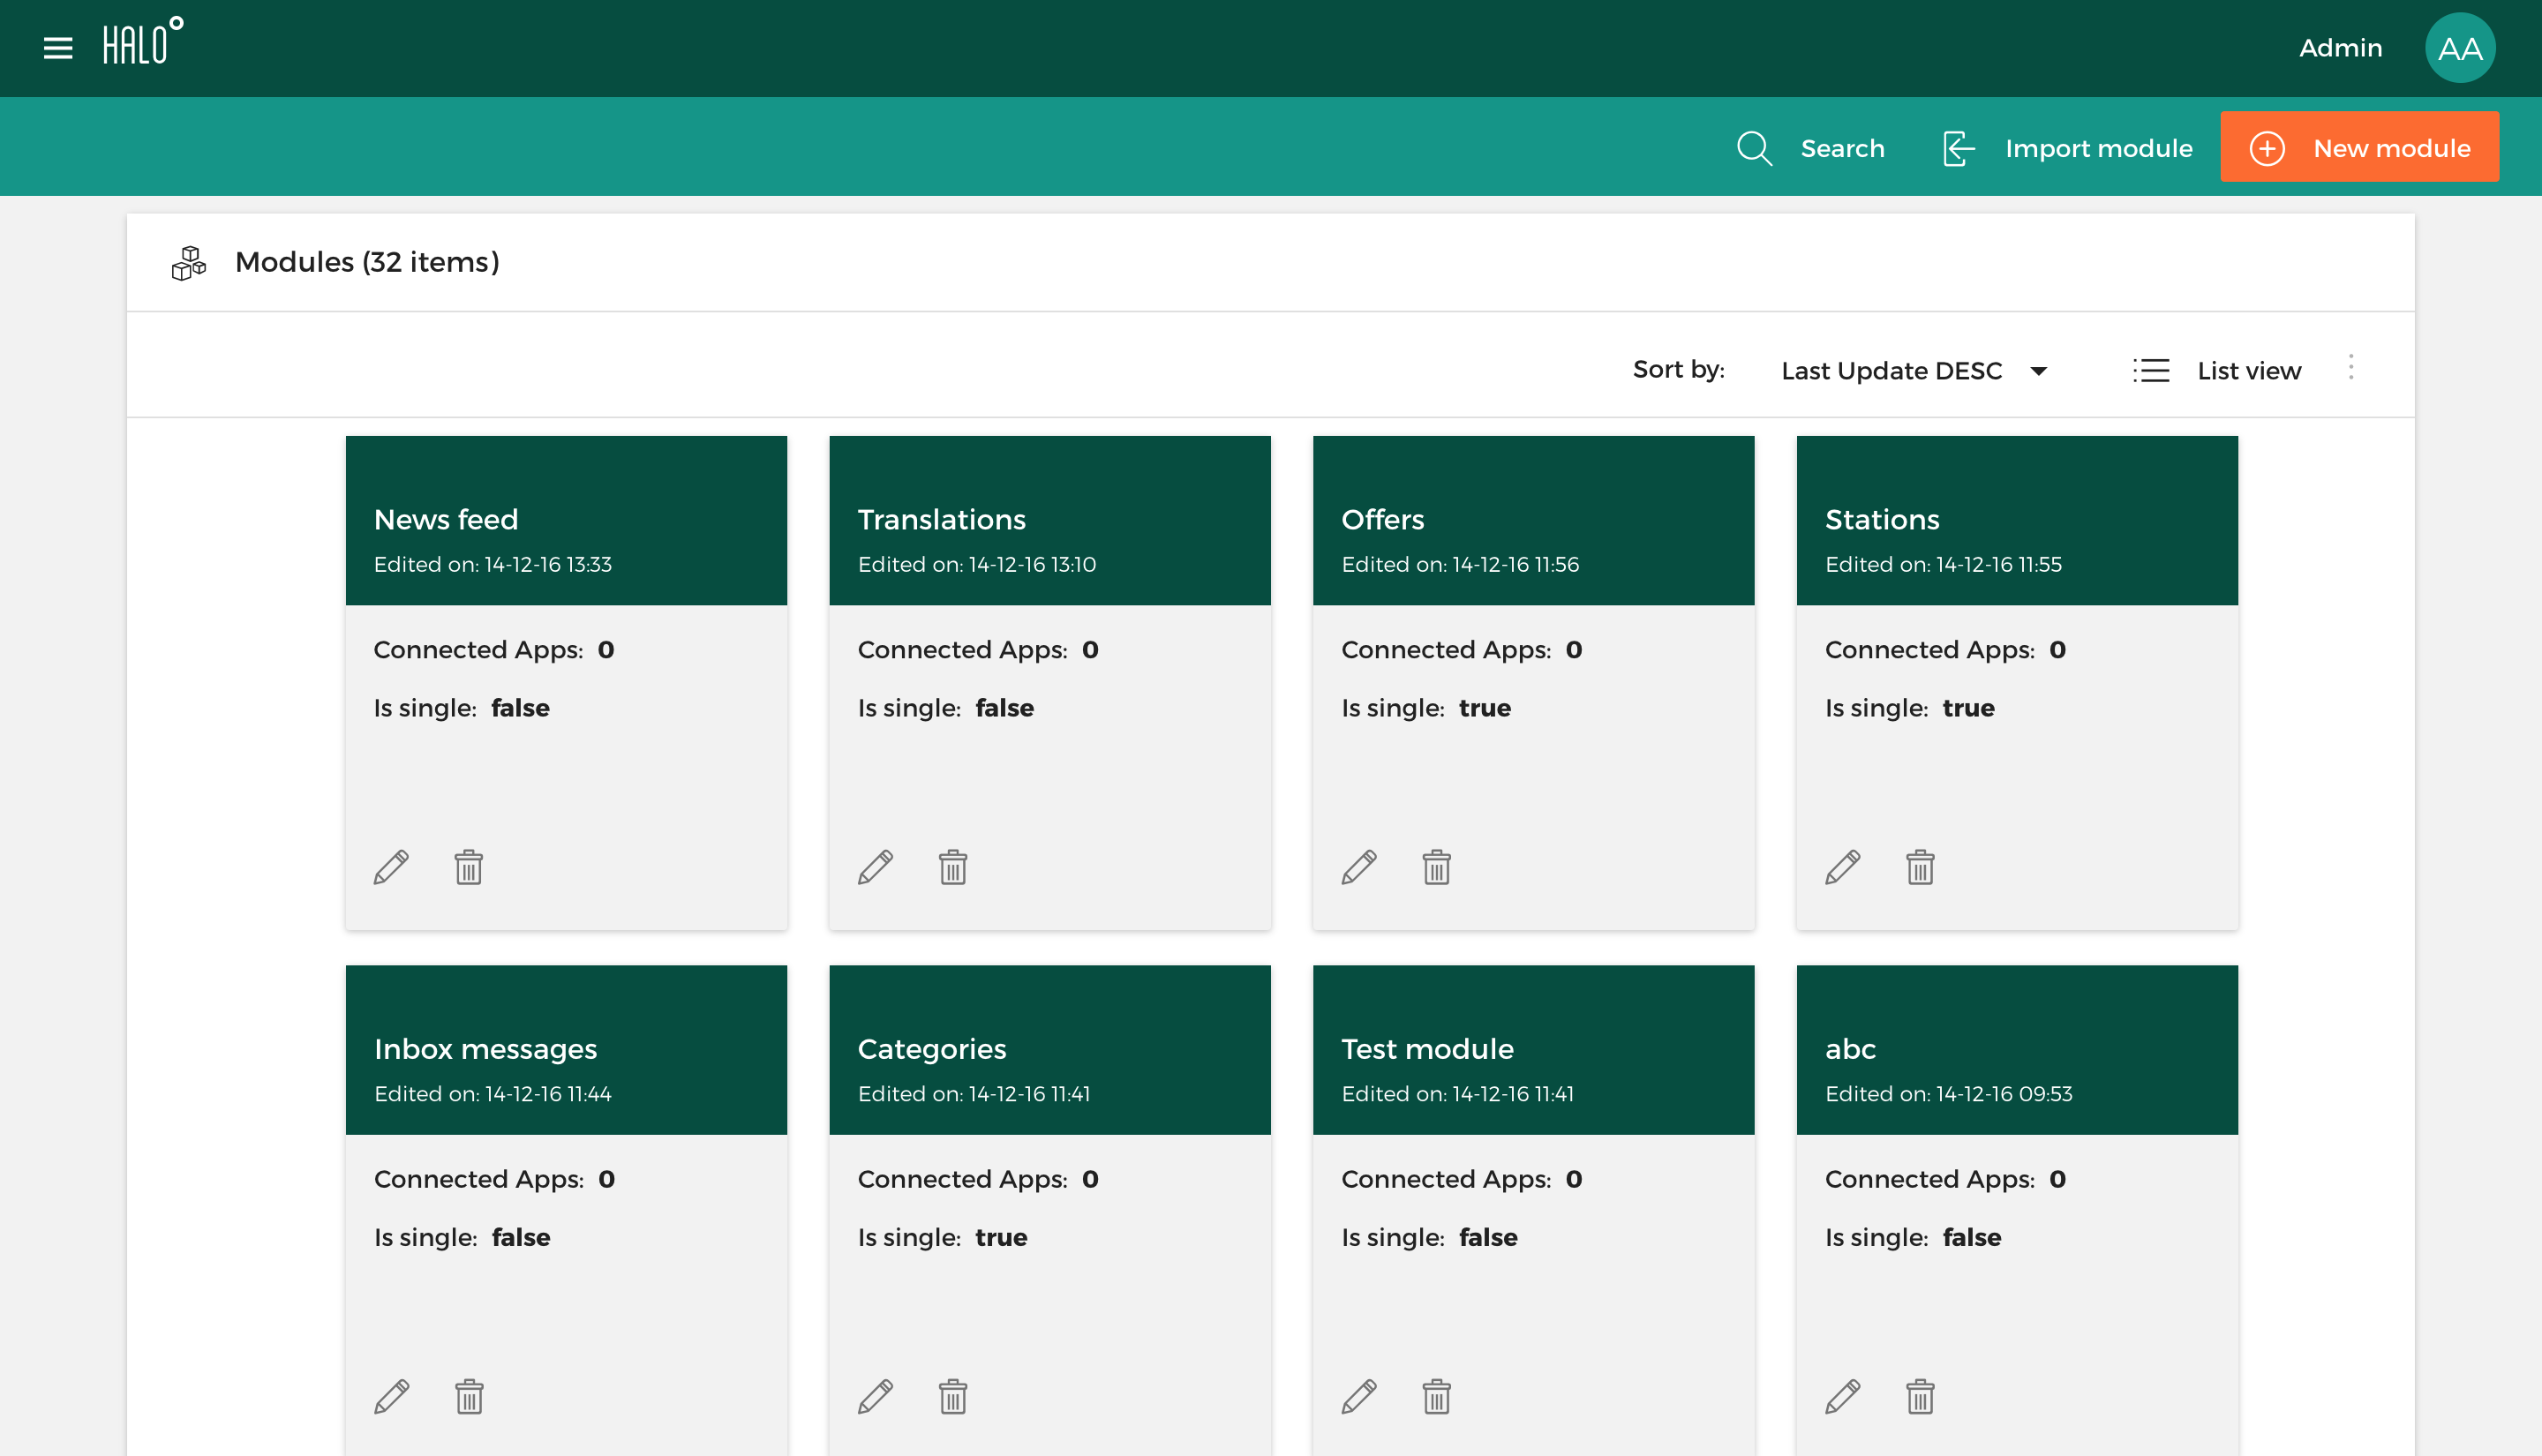 HALO
Admin AA
Search Import module New module
Modules (32 items)
Sort by: Last Update DESC List view
News feed
Edited on: 14-12-16 13:33
Connected Apps: 0
Is single: false
Translations
Edited on: 14-12-16 13:10
Connected Apps: 0
Is single: false
Offers
Edited on: 14-12-16 11:56
Connected Apps: 0
Is single: true
Stations
Edited on: 14-12-16 11:55
Connected Apps: 0
Is single: true
Inbox messages
Edited on: 14-12-16 11:44
Connected Apps: 0
Is single: false
Categories
Edited on: 14-12-16 11:41
Connected Apps: 0
Is single: true
Test module
Edited on: 14-12-16 11:41
Connected Apps: 0
Is single: false
abc
Edited on: 14-12-16 09:53
Connected Apps: 0
Is single: false